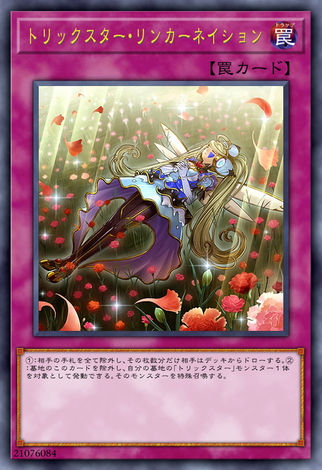 トリックスター・リンカーネイション
トラップ
罠
【罠カード】
①：相手の手札を全て除外し、その枚数分だけ相手はデッキからドローする。②
：墓地のこのカードを除外し、自分の墓地の「トリックスター」モンスター１体
を対象として発動できる。そのモンスターを特殊召喚する。
21076084